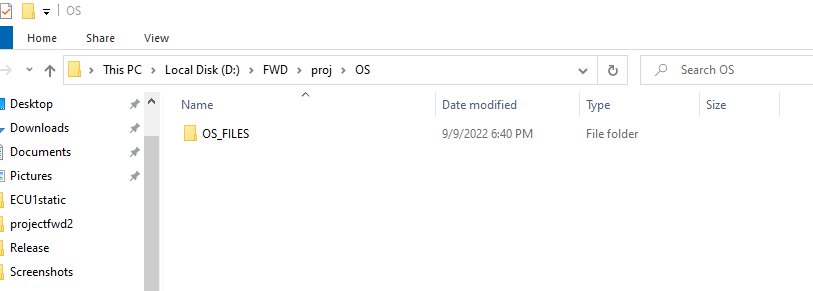 OS
Home Share View
This PC Local Disk (D:) FWD proj OS Search OS
Name Date modified Type Size
Desktop
OS_FILES 9/9/2022 6:40 PM File folder
Downloads
Documents
Pictures
ECU1static
projectfwd2
Release
Screenshots